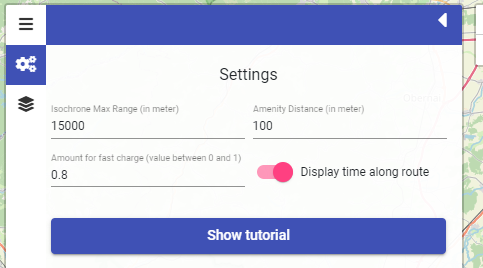 Settings
Isochrone Max Range (in meter)
Amenity Distance (in meter)
15000
100
Amount for fast charge (value between 0 and 1)
0.8
Display time along route
Show tutorial